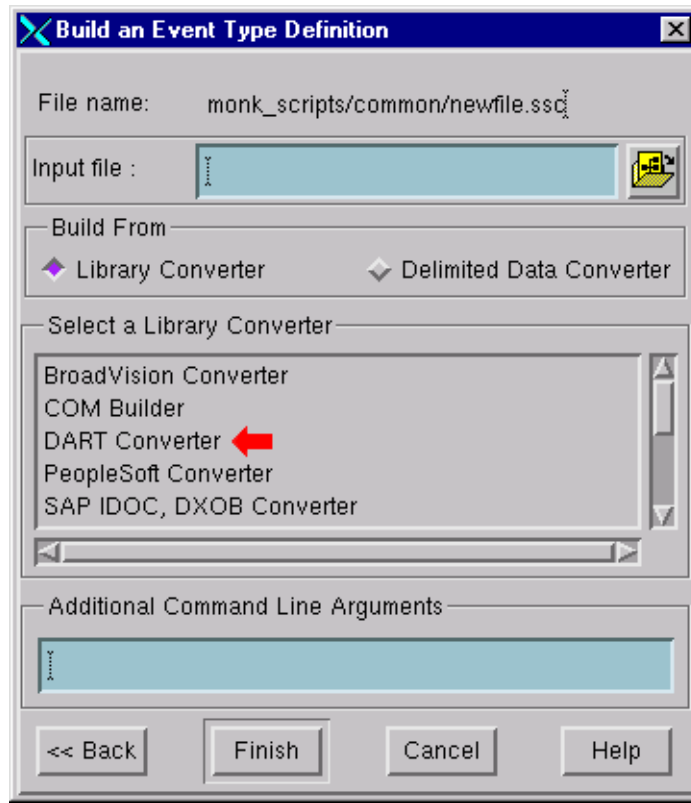 Build an Event Type Definition
File name: monk_scripts/common/newfile.ssc
Input file :
Build From
Library Converter Delimited Data Converter
Select a Library Converter
BroadVision Converter
COM Builder
DART Converter
PeopleSoft Converter
SAP IDOC, DXOB Converter
Additional Command Line Arguments
<< Back Finish Cancel Help